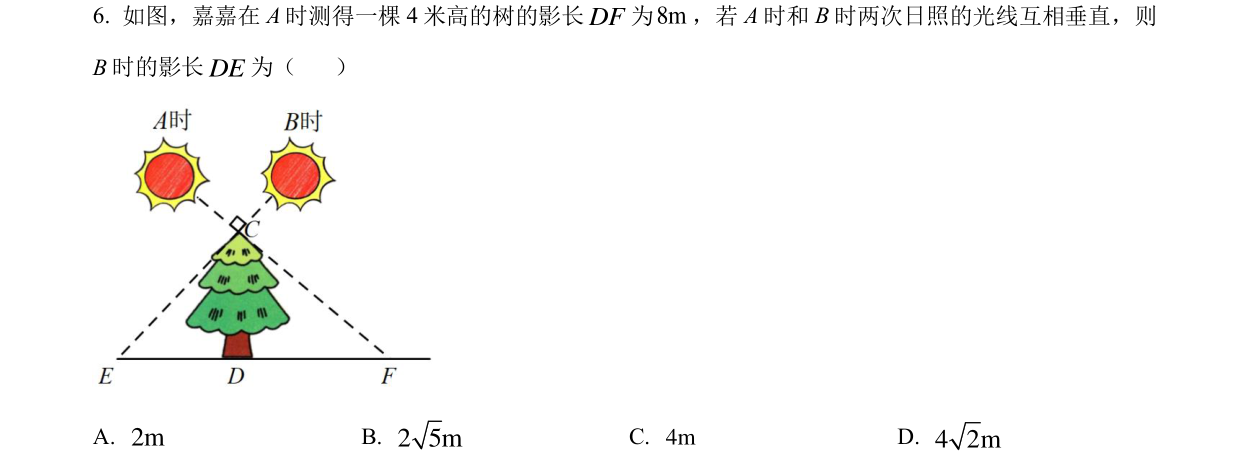 6. 如图，嘉嘉在 A 时测得一棵 4 米高的树的影长 DF 为 8m，若 A 时和 B 时两次日照的光线互相垂直，则
B 时的影长 DE 为（　　）
A时 B时
C
E D F
A. 2m B. 2√5m C. 4m D. 4√2m